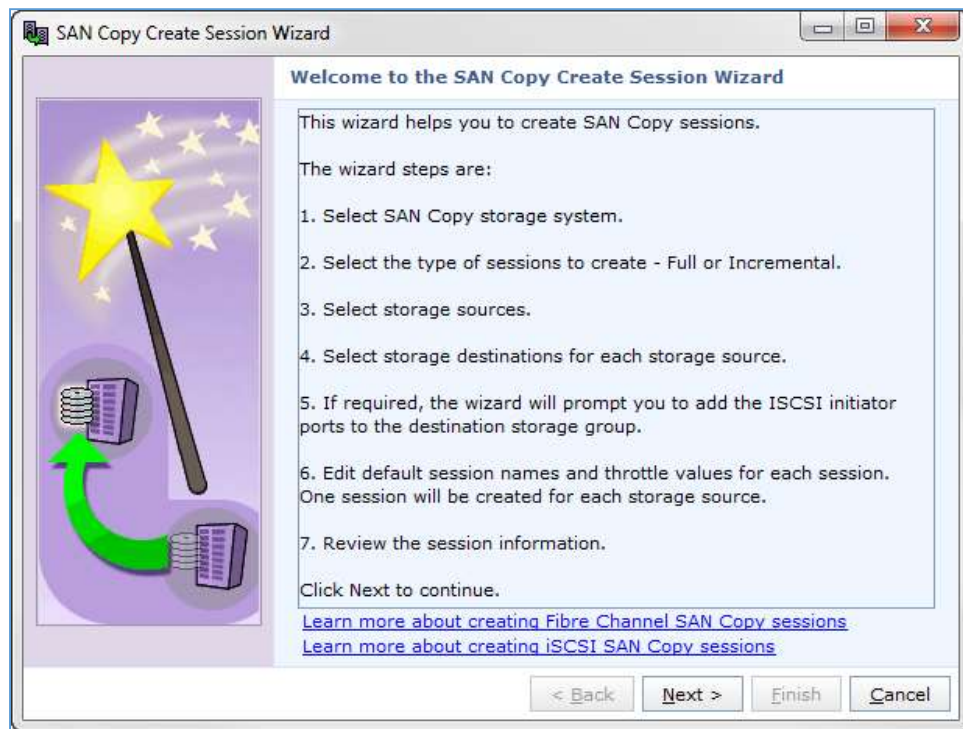 SAN Copy Create Session Wizard
Welcome to the SAN Copy Create Session Wizard
This wizard helps you to create SAN Copy sessions.
The wizard steps are:
1. Select SAN Copy storage system.
2. Select the type of sessions to create - Full or Incremental.
3. Select storage sources.
4. Select storage destinations for each storage source.
5. If required, the wizard will prompt you to add the ISCSI initiator
ports to the destination storage group.
6. Edit default session names and throttle values for each session.
One session will be created for each storage source.
7. Review the session information.
Click Next to continue.
Learn more about creating Fibre Channel SAN Copy sessions
Learn more about creating iSCSI SAN Copy sessions
< Back Next > Finish Cancel